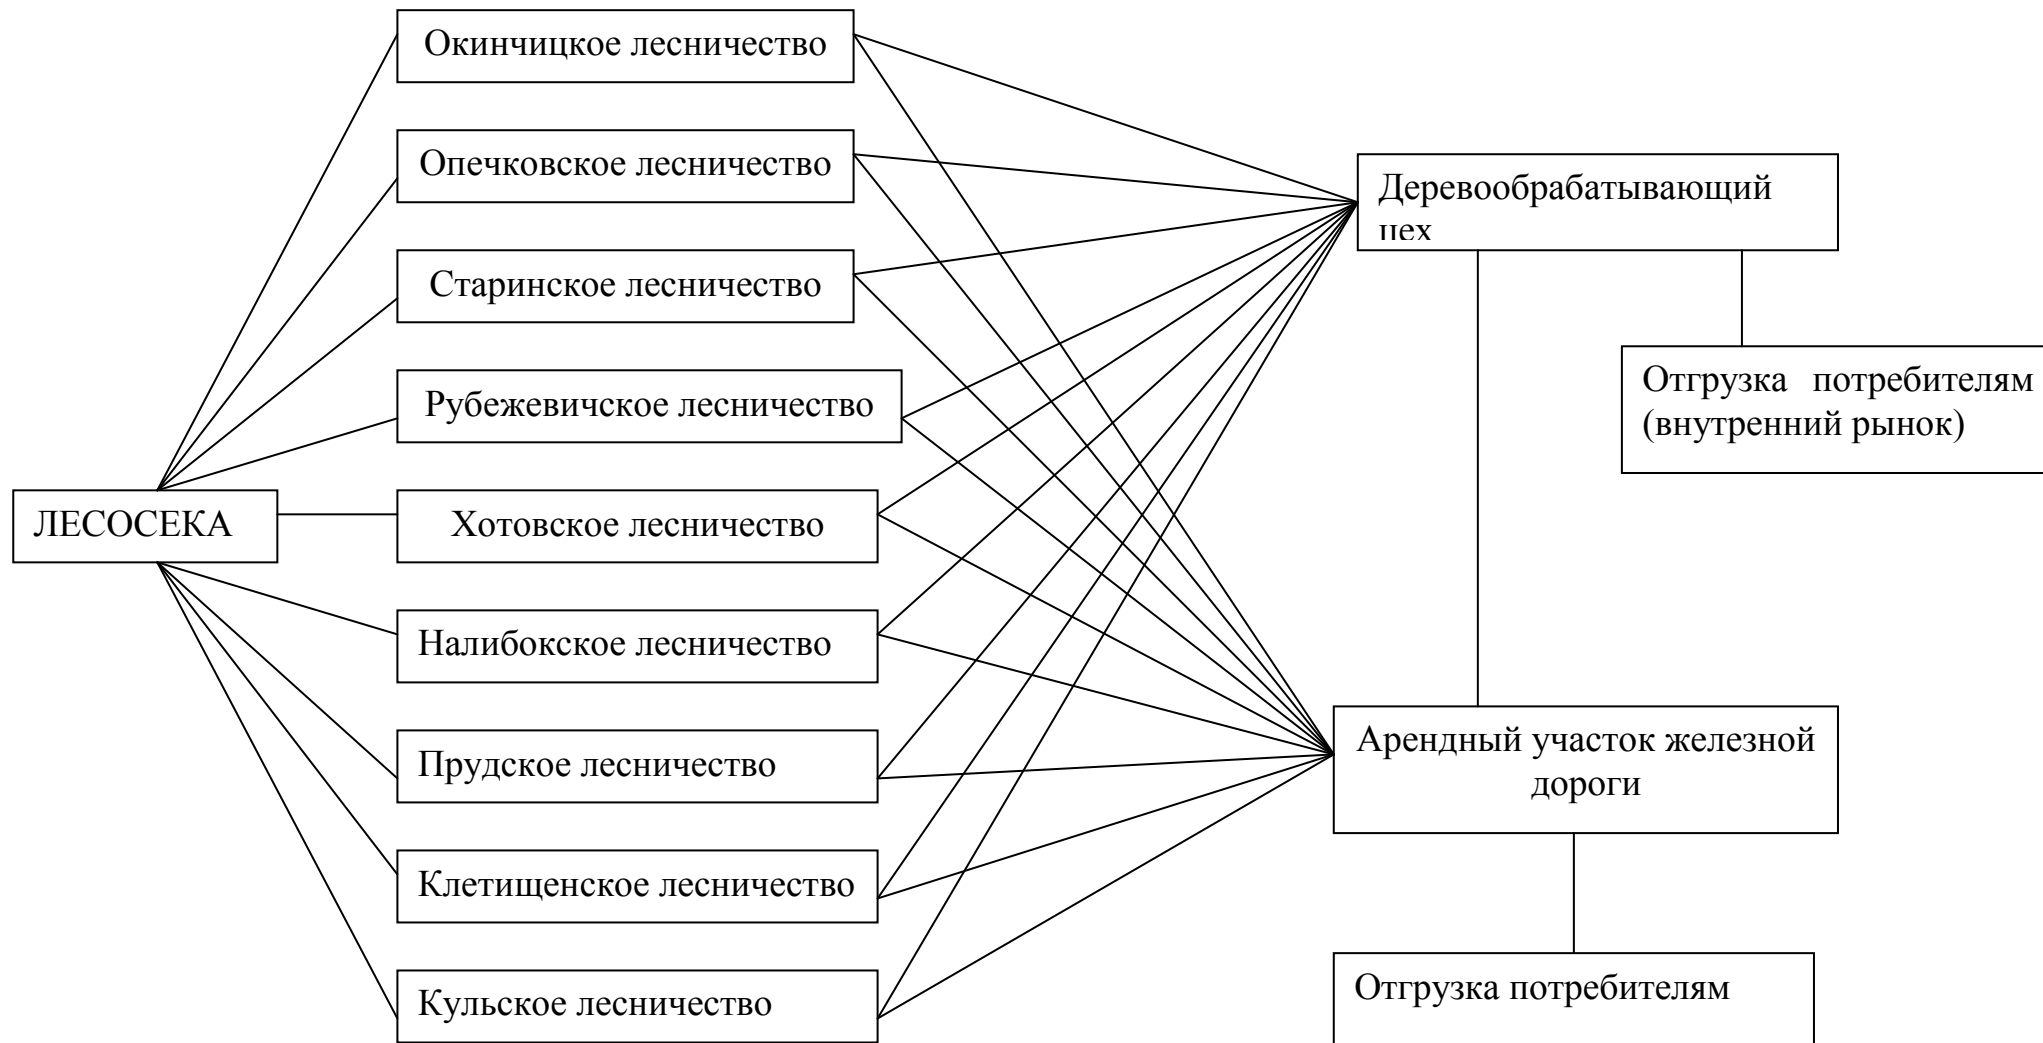 Окинчицкое лесничество
Опечковское лесничество
Старинское лесничество
Рубежевичское лесничество
ЛЕСОСЕКА
Хотовское лесничество
Налибокское лесничество
Прудское лесничество
Клетищенское лесничество
Кульское лесничество
Деревообрабатывающий
цех
Отгрузка потребителям
(внутренний рынок)
Арендный участок железной
дороги
Отгрузка потребителям